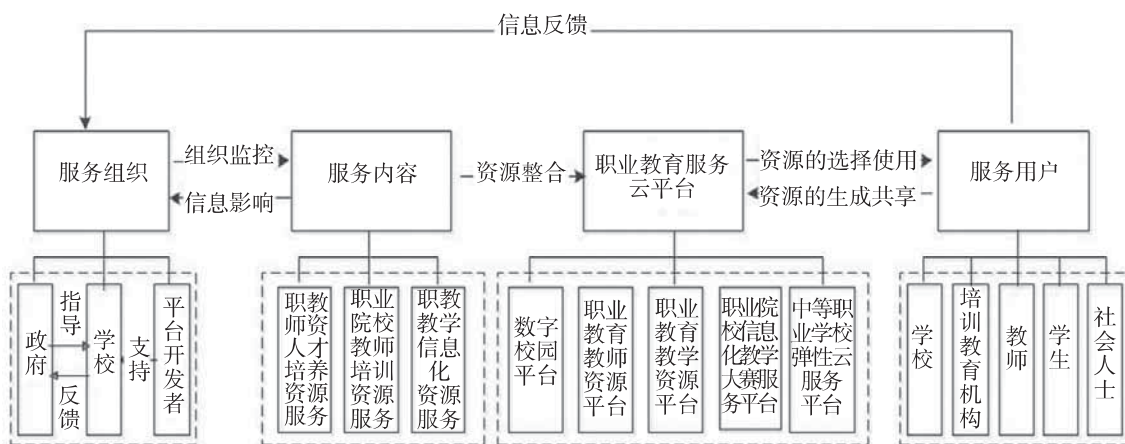 信息反馈
服务组织
组织监控
信息影响
服务内容
资源整合
职业教育服务
云平台
资源的选择使用
资源的生成共享
服务用户
政府
指导
反馈
学校
支持
平台开发者
职教
师资
人才
培养
资源
服务
职业
院校
教师
培训
资源
服务
职教
教学
信息
化
资源
服务
数字
校园
平台
职业
教育
教师
资源
平台
职业
教育
教学
资源
平台
职业院
校信息
化教学
大赛服
务平台
中等职
业学校
弹性云
服务
平台
学校
培训教育机构
教师
学生
社会人士